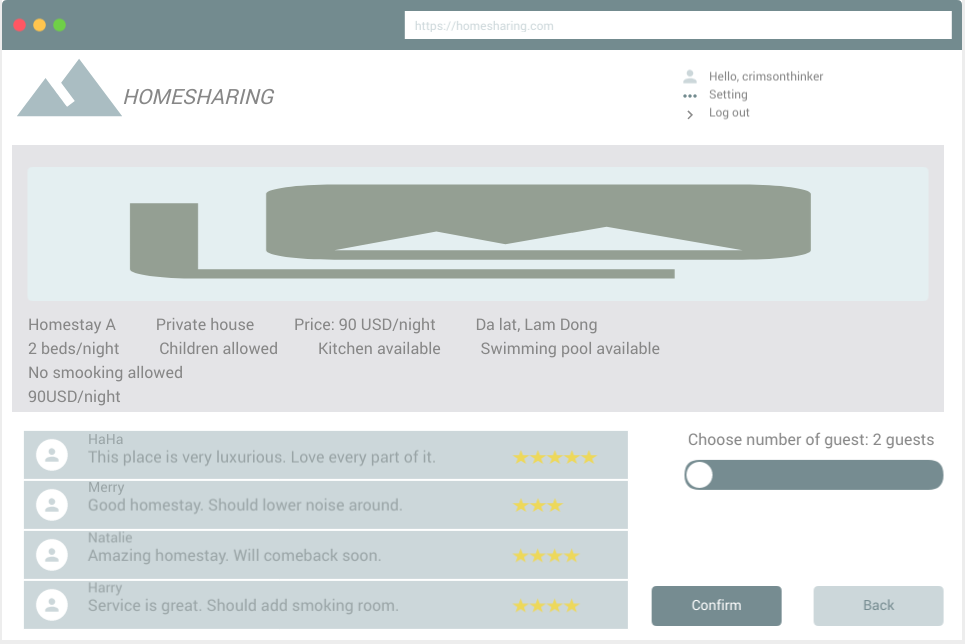 https://homesharing.com
HOMESHARING
Hello, crimsonthinker
Setting
Log out
Homestay A Private house Price: 90 USD/night Da lat, Lam Dong
2 beds/night Children allowed Kitchen available Swimming pool available
No smooking allowed
90USD/night
HaHa
This place is very luxurious. Love every part of it.
Merry
Good homestay. Should lower noise around.
Natalie
Amazing homestay. Will comeback soon.
Harry
Service is great. Should add smoking room.
Choose number of guest: 2 guests
Confirm
Back